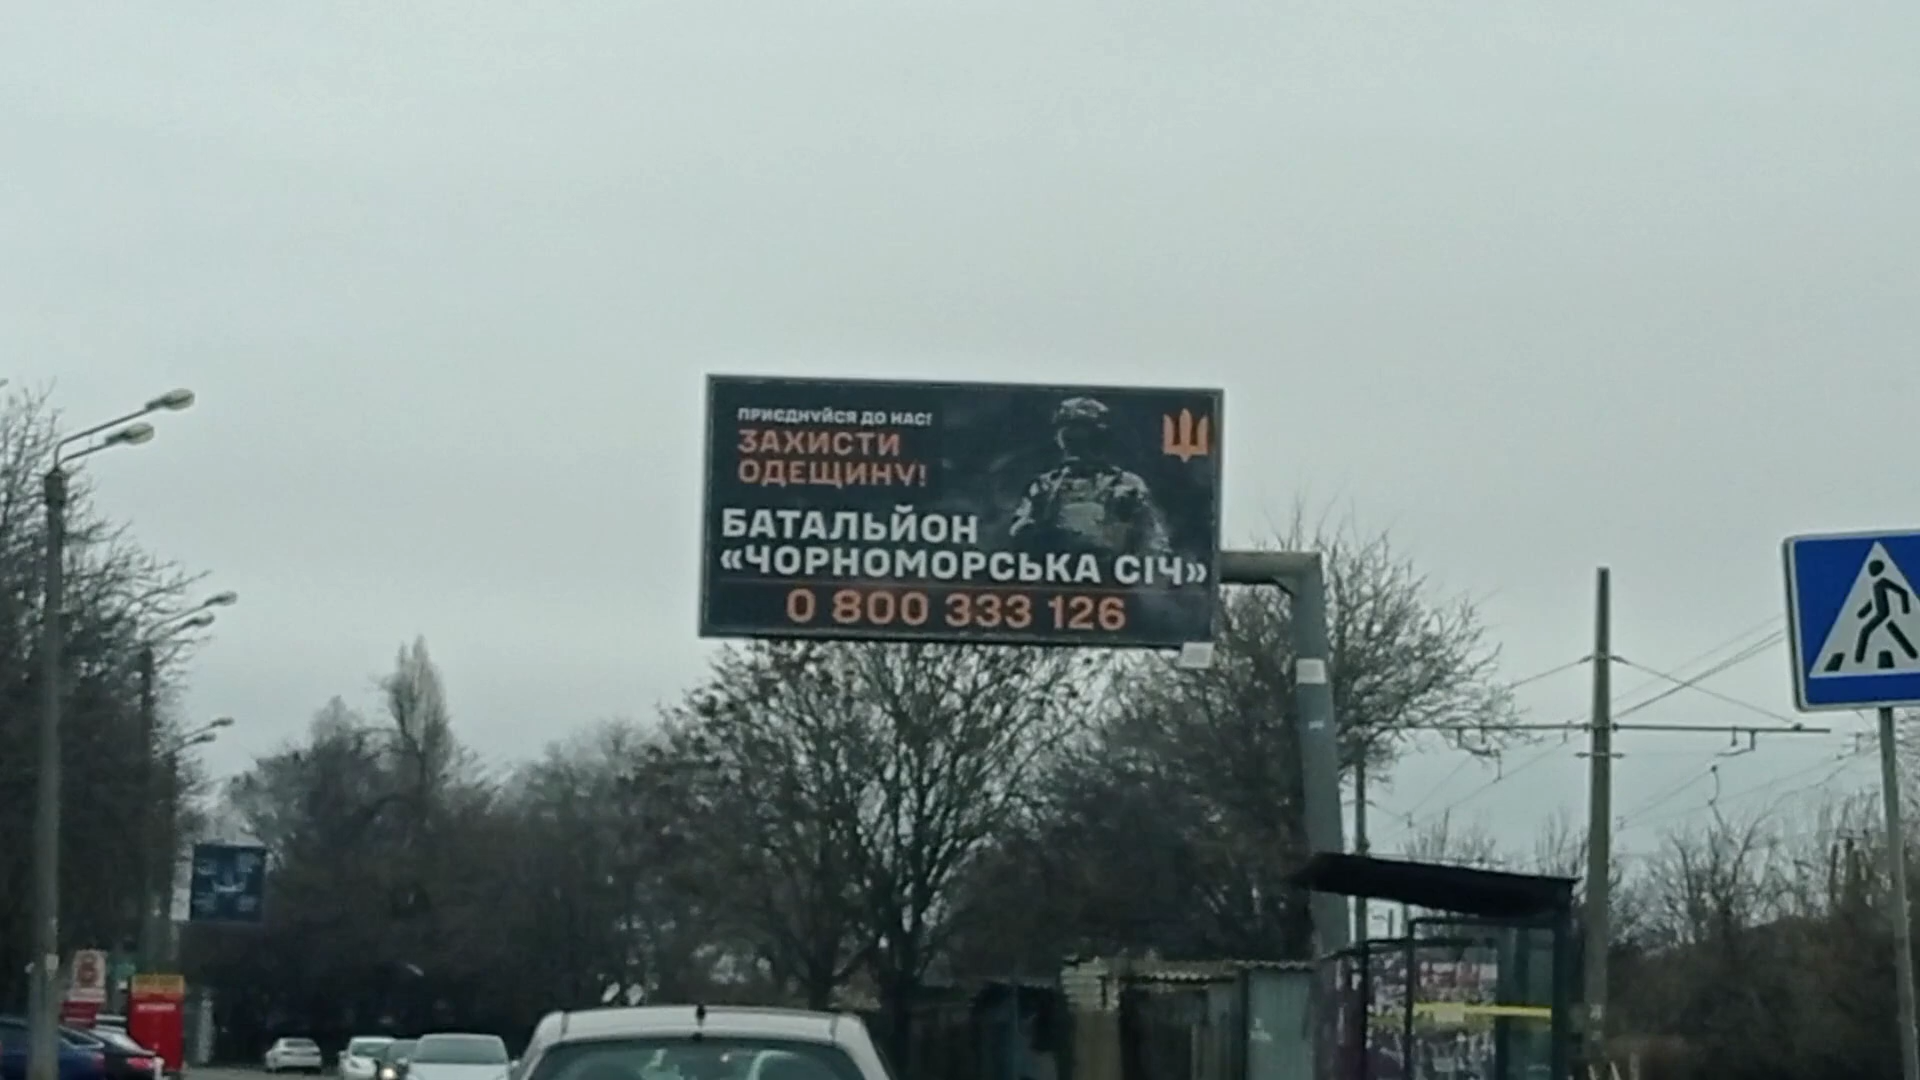 ПРИЄДНУЙСЯ ДО НАС!
ЗАХИСТИ
ОДЕЩИНУ!
БАТАЛЬЙОН
«ЧОРНОМОРСЬКА СІЧ»
0 800 333 126